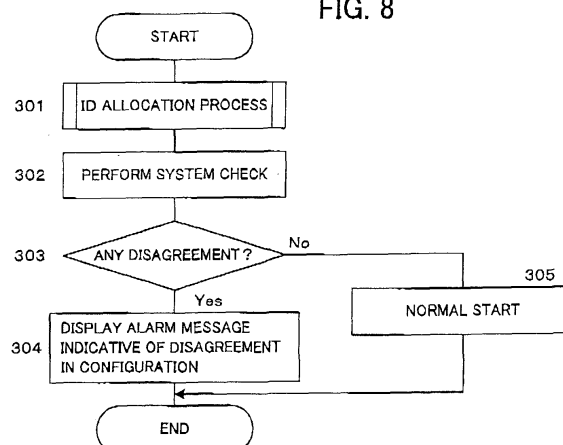 FIG. 8
START
301
ID ALLOCATION PROCESS
302
PERFORM SYSTEM CHECK
303
ANY DISAGREEMENT?
No
Yes
305
NORMAL START
304
DISPLAY ALARM MESSAGE
INDICATIVE OF DISAGREEMENT
IN CONFIGURATION
END